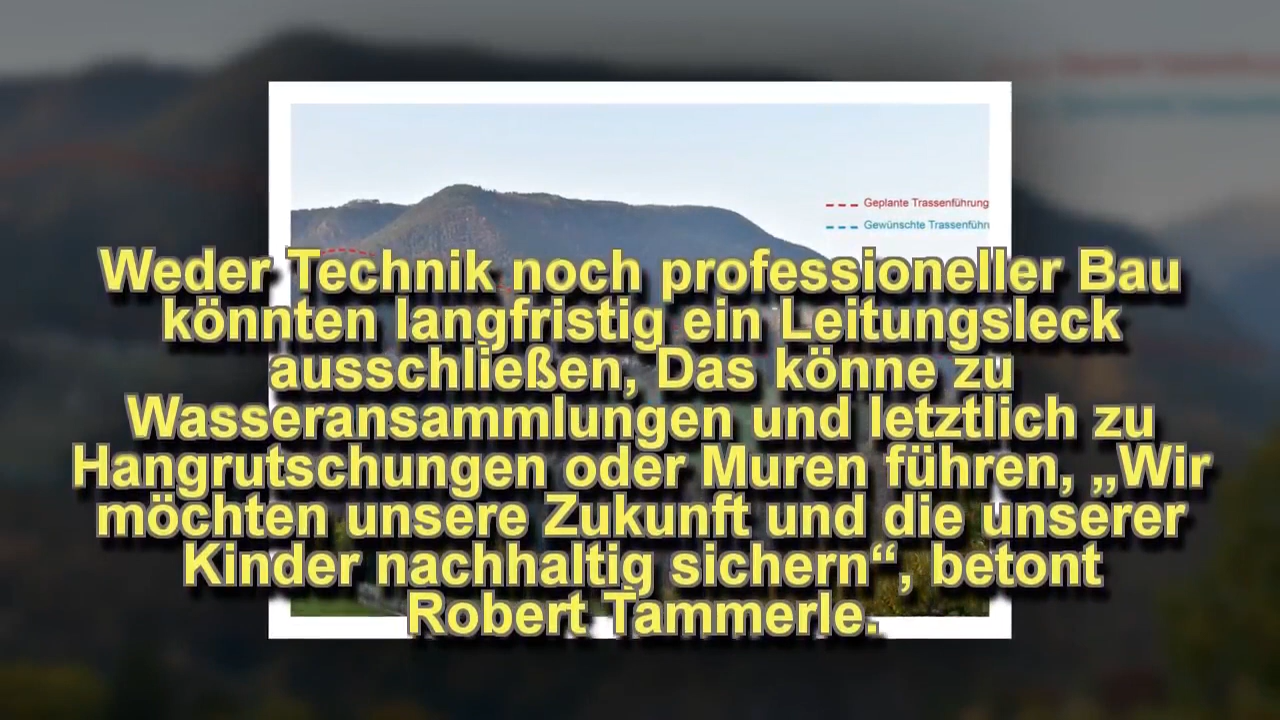 Geplante Trassenführung
Gewünschte Trassenführ
Weder Technik noch professioneller Bau
könnten langfristig ein Leitungsleck
ausschließen, Das könne zu
Wasseransammlungen und letztlich zu
Hangrutschungen oder Muren führen, „Wir
möchten unsere Zukunft und die unserer
Kinder nachhaltig sichern“, betont
Robert Tammerle.